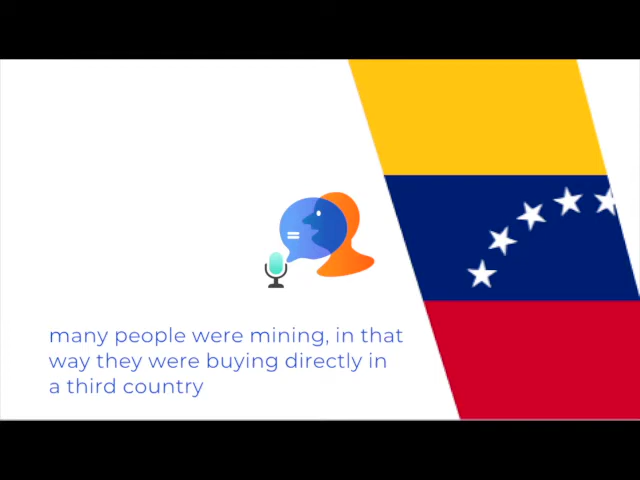 many people were mining, in that
way they were buying directly in
a third country